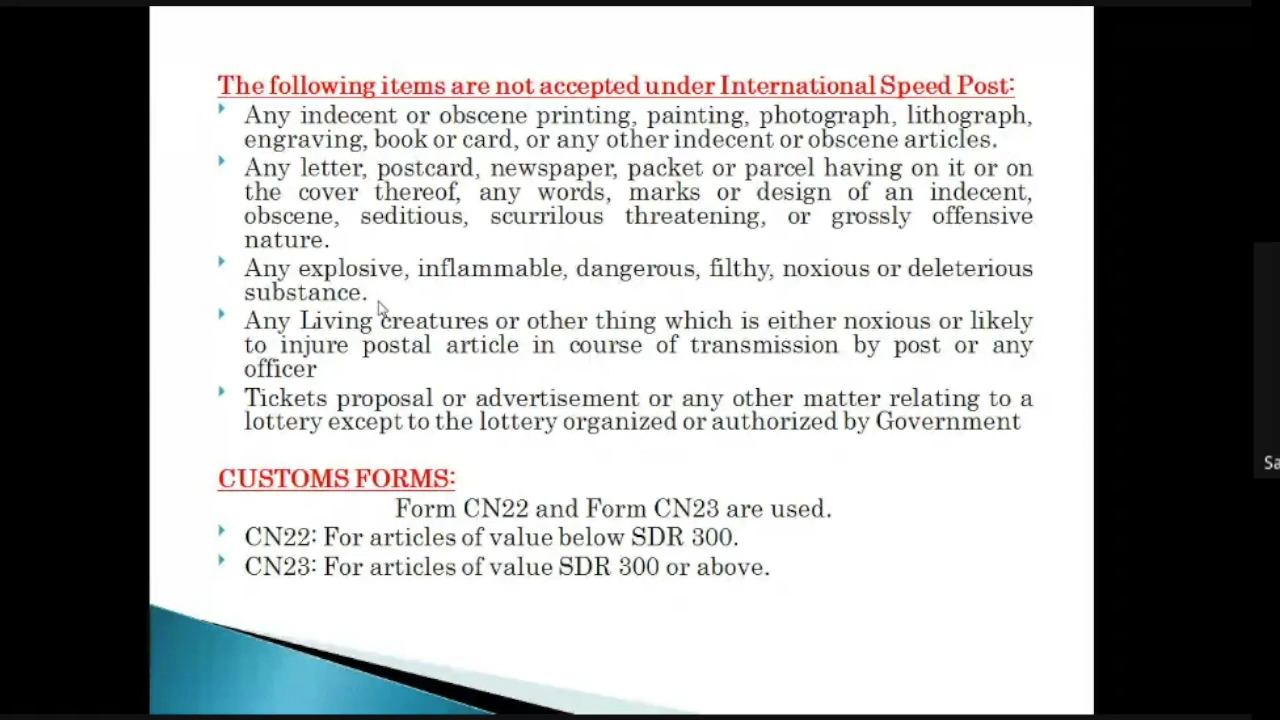 The following items are not accepted under International Speed Post:
Any indecent or obscene printing, painting, photograph, lithograph,
engraving, book or card, or any other indecent or obscene articles.
Any letter, postcard, newspaper, packet or parcel having on it or on
the cover thereof, any words, marks or design of an indecent,
obscene, seditious, scurrilous threatening, or grossly offensive
nature.
Any explosive, inflammable, dangerous, filthy, noxious or deleterious
substance.
Any Living creatures or other thing which is either noxious or likely
to injure postal article in course of transmission by post or any
officer
Tickets proposal or advertisement or any other matter relating to a
lottery except to the lottery organized or authorized by Government
CUSTOMS FORMS:
Form CN22 and Form CN23 are used.
CN22: For articles of value below SDR 300.
CN23: For articles of value SDR 300 or above.